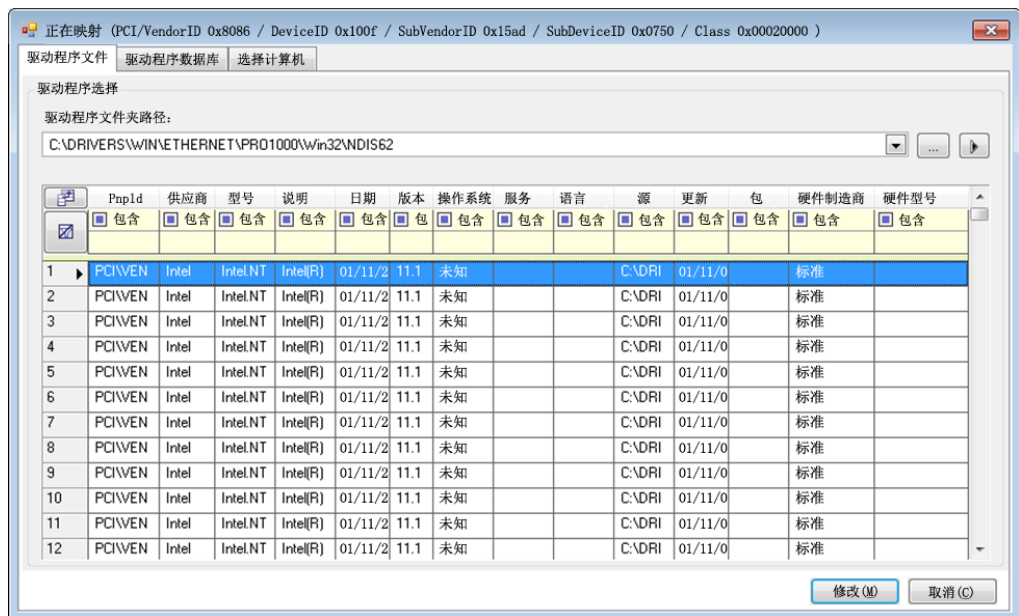 正在映射 (PCI/VendorID 0x8086 / DeviceID 0x100f / SubVendorID 0x15ad / SubDeviceID 0x0750 / Class 0x00020000 )
驱动程序文件 驱动程序数据库 选择计算机
驱动程序选择
驱动程序文件夹路径:
C:\DRIVERS\WIN\ETHERNET\PRO1000\Win32\NDIS62 ...
PnpId 供应商 型号 说明 日期 版本 操作系统 服务 语言 源 更新 包 硬件制造商 硬件型号
包含 包含 包含 包含 包含 包 包含 包含 包含 包含 包含 包含 包含 包含
1 PCI\VEN Intel Intel.NT Intel(R) 01/11/2 11.1 未知 C:\DRI 01/11/0 标准
2 PCI\VEN Intel Intel.NT Intel(R) 01/11/2 11.1 未知 C:\DRI 01/11/0 标准
3 PCI\VEN Intel Intel.NT Intel(R) 01/11/2 11.1 未知 C:\DRI 01/11/0 标准
4 PCI\VEN Intel Intel.NT Intel(R) 01/11/2 11.1 未知 C:\DRI 01/11/0 标准
5 PCI\VEN Intel Intel.NT Intel(R) 01/11/2 11.1 未知 C:\DRI 01/11/0 标准
6 PCI\VEN Intel Intel.NT Intel(R) 01/11/2 11.1 未知 C:\DRI 01/11/0 标准
7 PCI\VEN Intel Intel.NT Intel(R) 01/11/2 11.1 未知 C:\DRI 01/11/0 标准
8 PCI\VEN Intel Intel.NT Intel(R) 01/11/2 11.1 未知 C:\DRI 01/11/0 标准
9 PCI\VEN Intel Intel.NT Intel(R) 01/11/2 11.1 未知 C:\DRI 01/11/0 标准
10 PCI\VEN Intel Intel.NT Intel(R) 01/11/2 11.1 未知 C:\DRI 01/11/0 标准
11 PCI\VEN Intel Intel.NT Intel(R) 01/11/2 11.1 未知 C:\DRI 01/11/0 标准
12 PCI\VEN Intel Intel.NT Intel(R) 01/11/2 11.1 未知 C:\DRI 01/11/0 标准
修改(M) 取消(C)